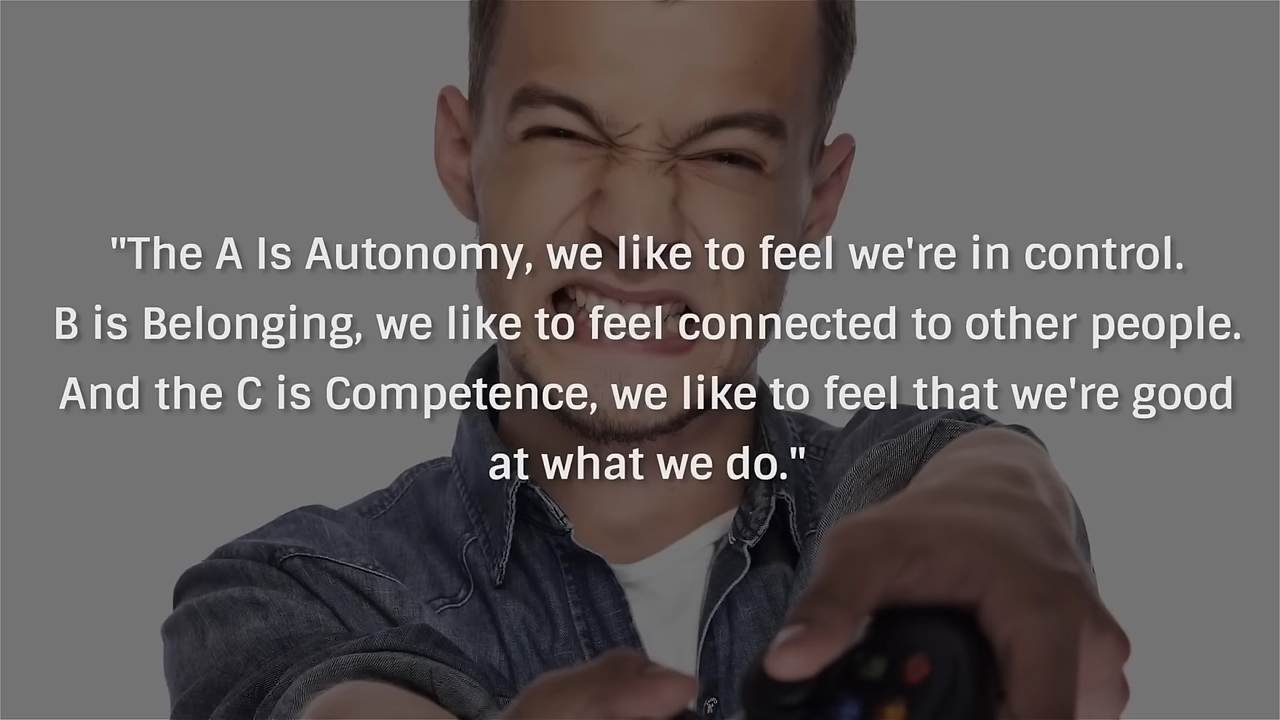 "The A Is Autonomy, we like to feel we're in control.
B is Belonging, we like to feel connected to other people.
And the C is Competence, we like to feel that we're good
at what we do."